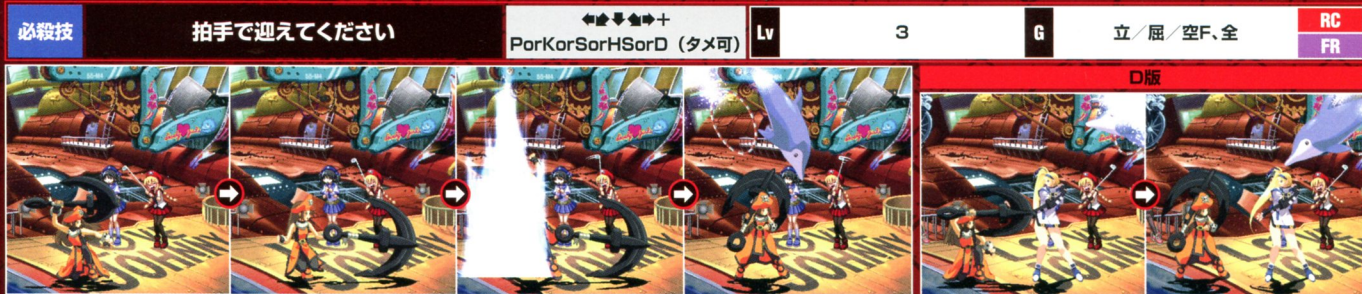 必殺技
拍手で迎えてください
⬅↙⬇↘➡+
PorKorSorHSorD（タメ可）
Lv
3
G
立／屈／空F、全
RC
FR
D版